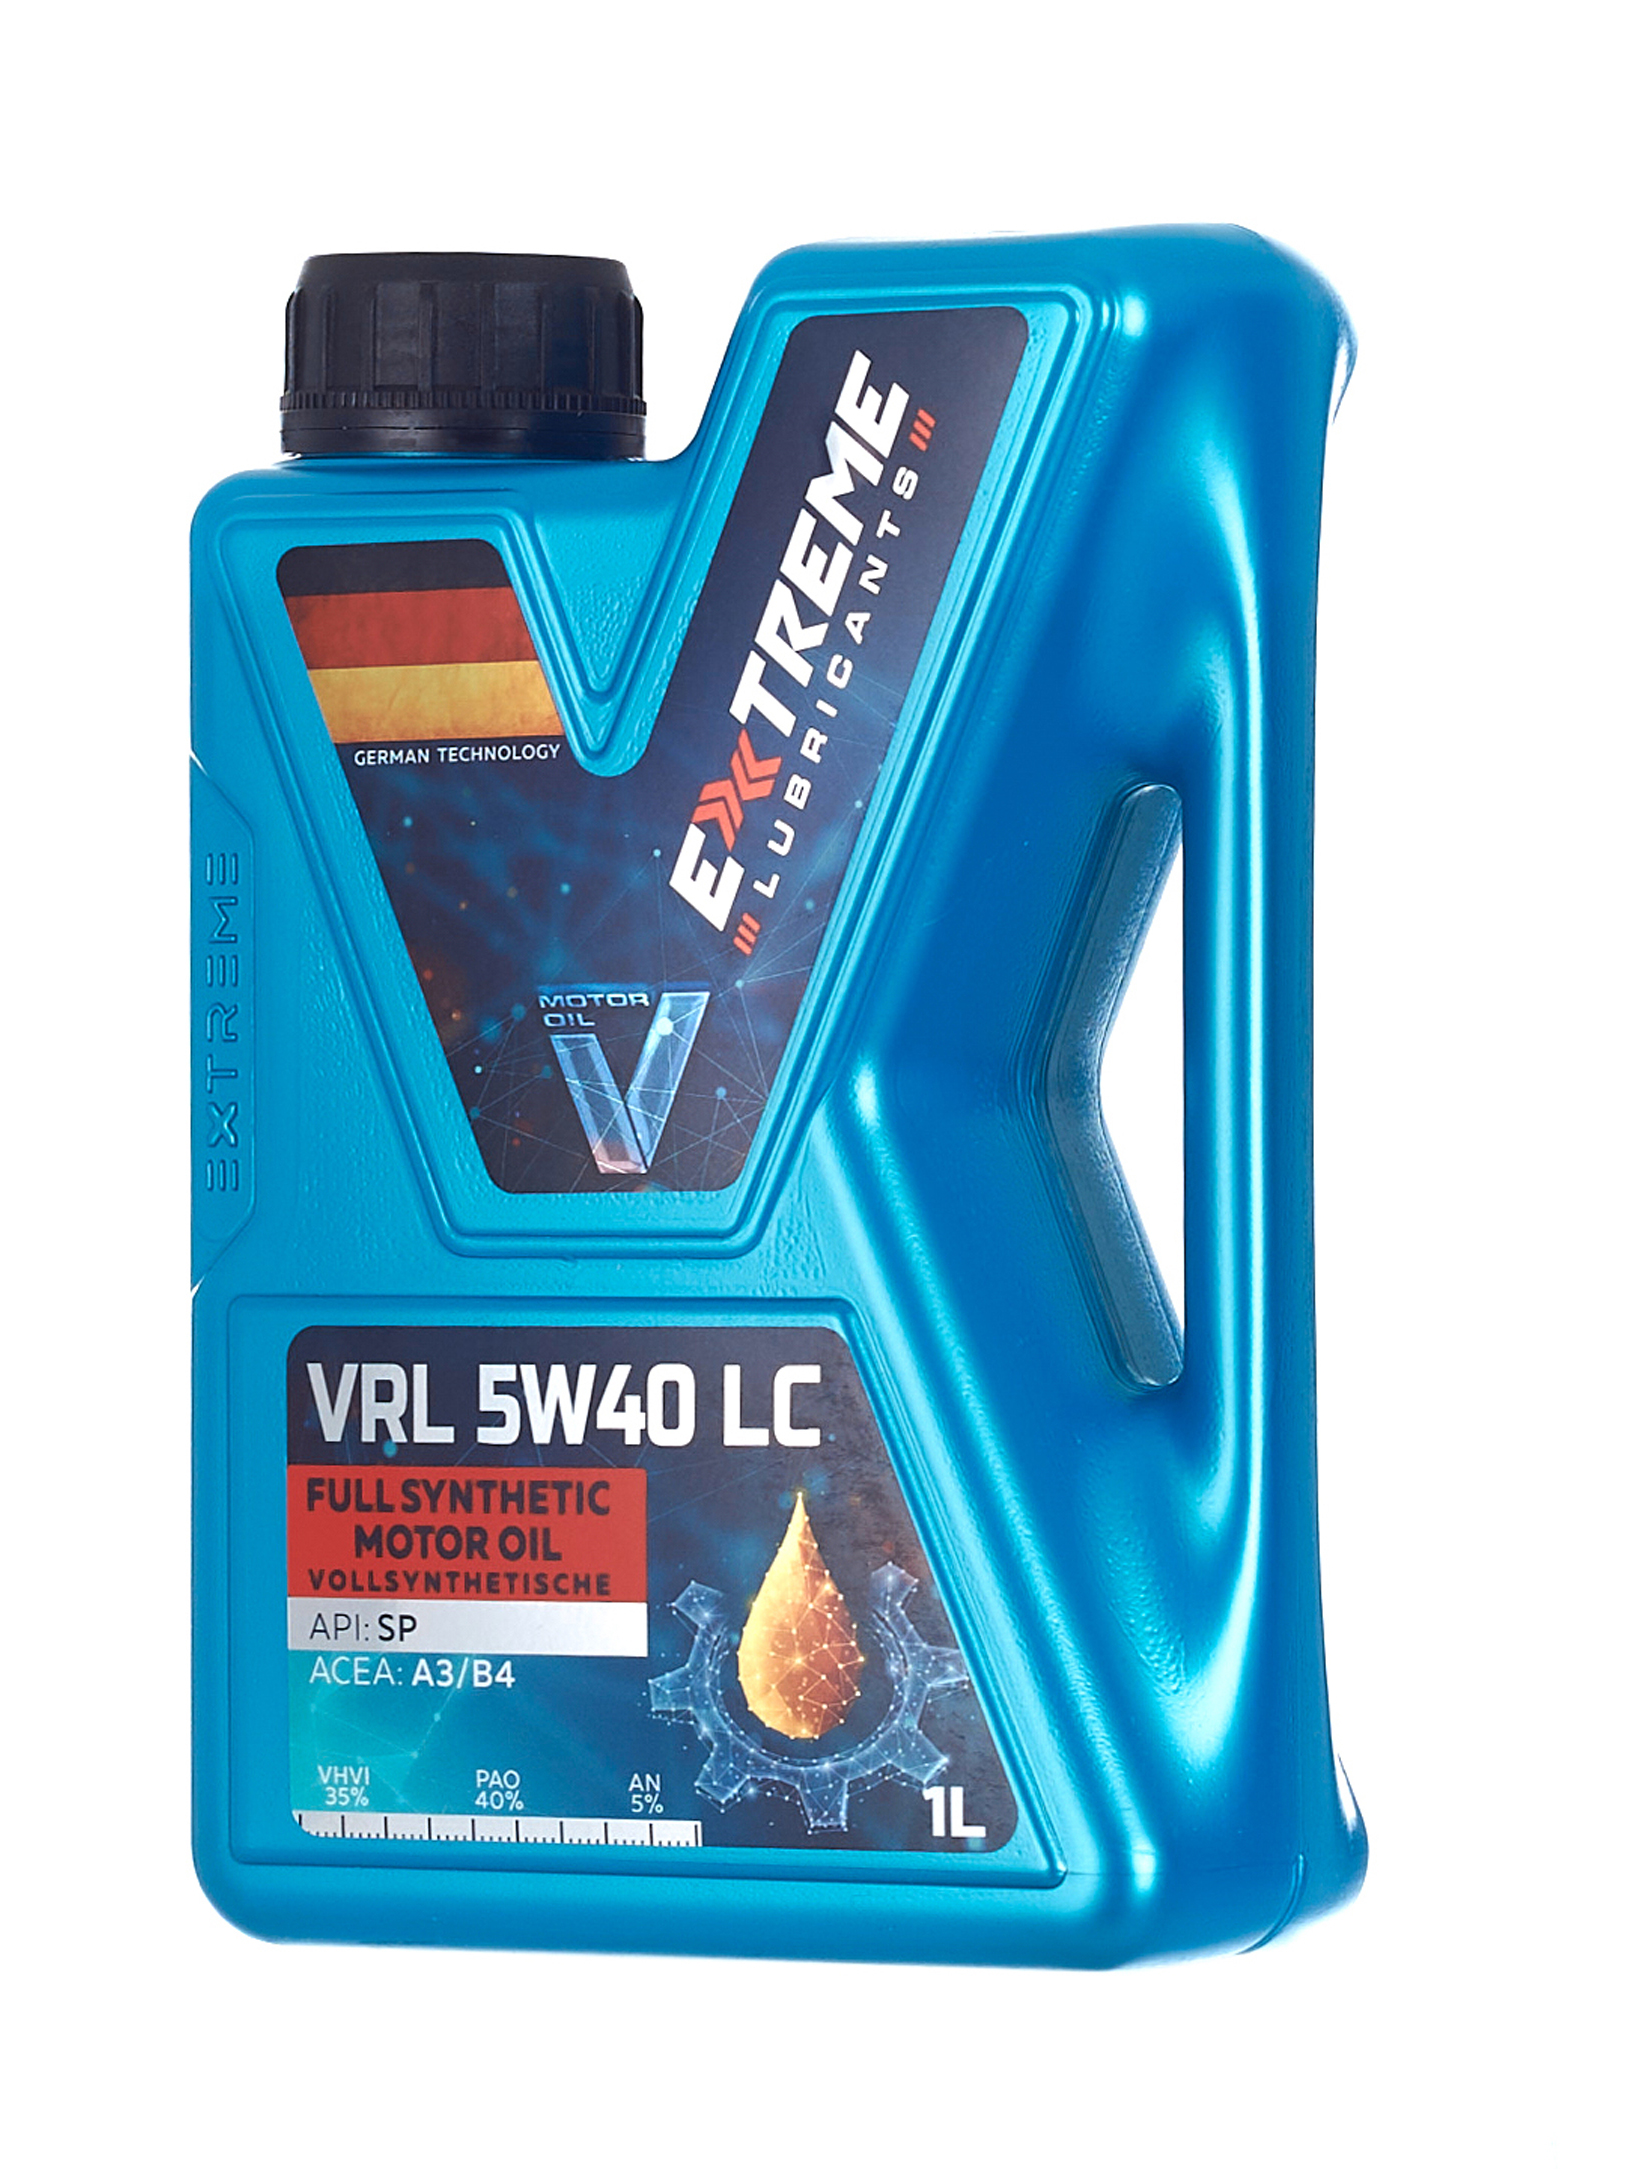 GERMAN TECHNOLOGY
EXTREME
LUBRICANTS
EXTREME
MOTOR
OIL
V
VRL 5W40 LC
FULL SYNTHETIC
MOTOR OIL
VOLLSYNTHETISCHE
API: SP
ACEA: A3/B4
VHVI
35%
PAO
40%
AN
5%
1L